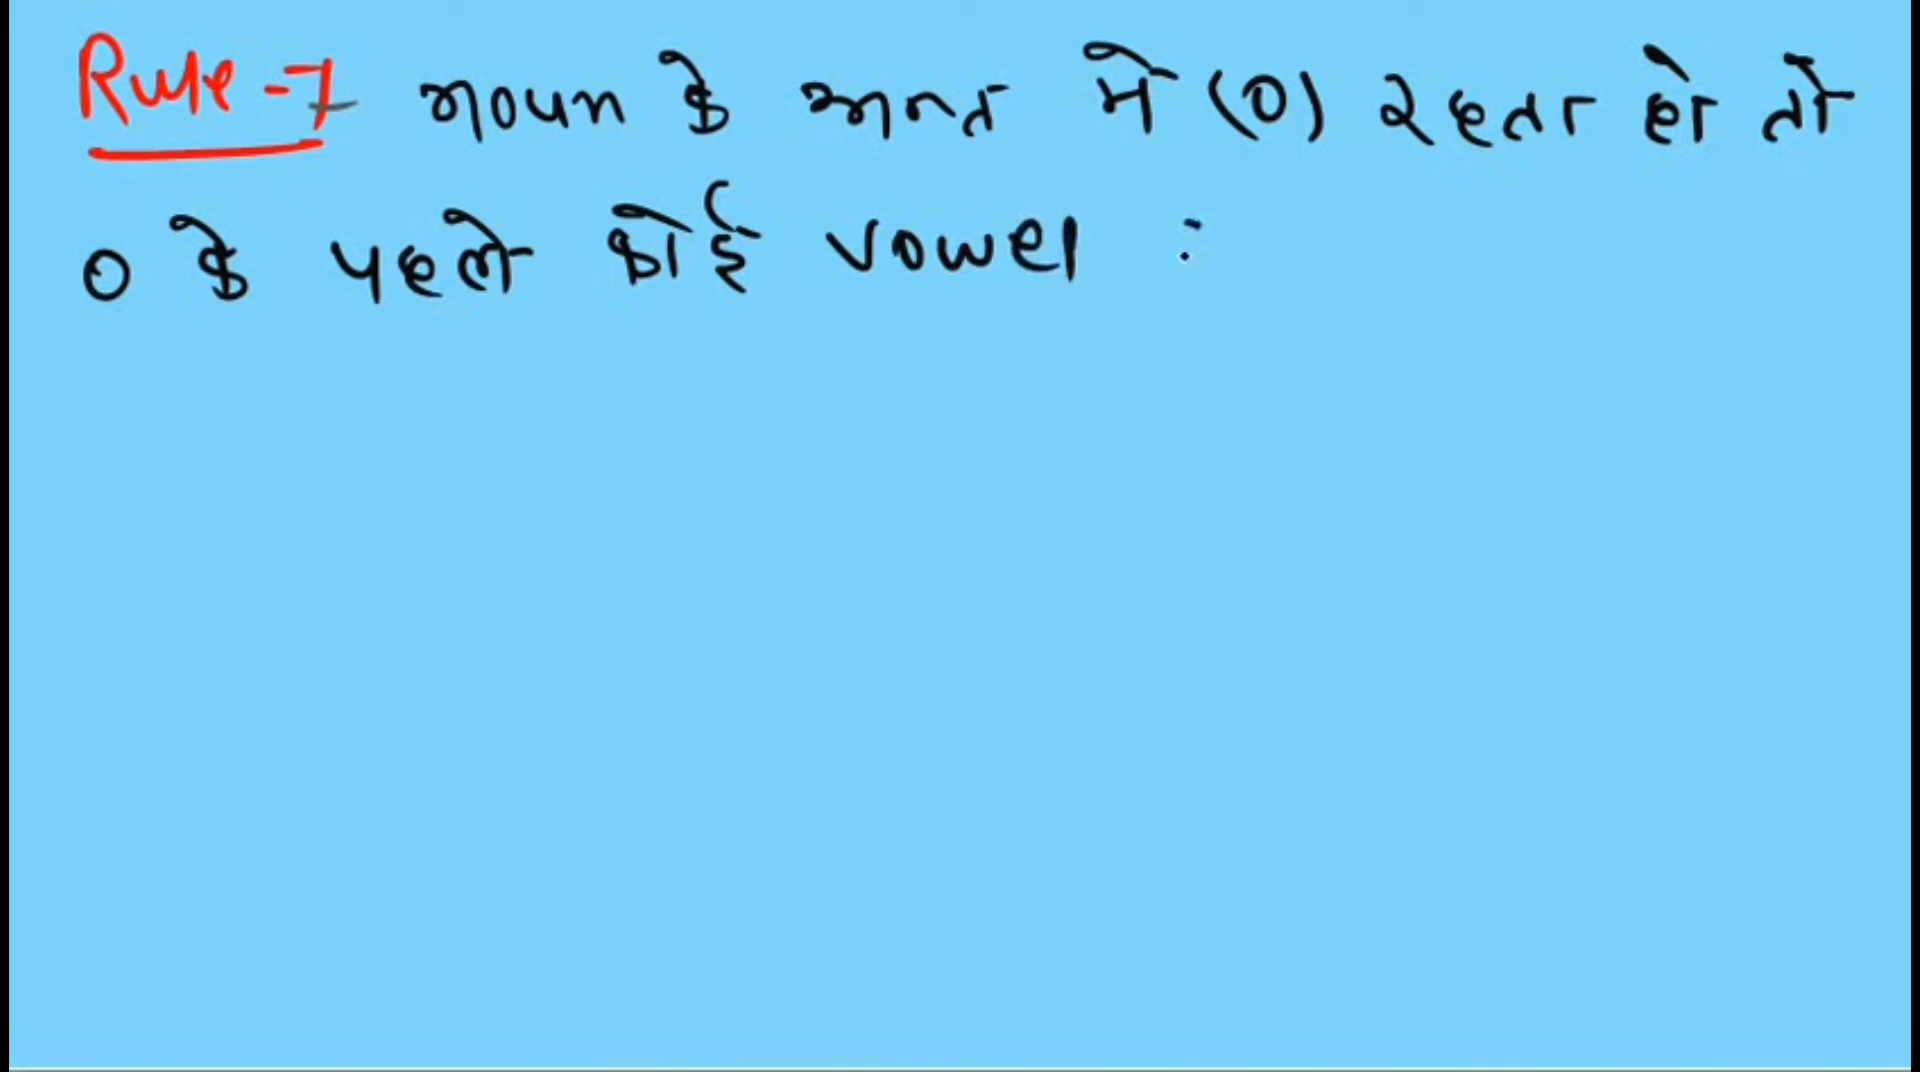 Rule-7 noun के अन्त में (O) रहता हो तो
O के पहले कोई vowel